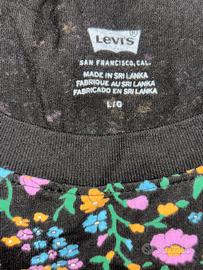 Levi's
SAN FRANCISCO, CAL.
MADE IN SRI LANKA
FABRIQUE AU SRI LANKA
FABRICADO EN SRI LANKA
L/G